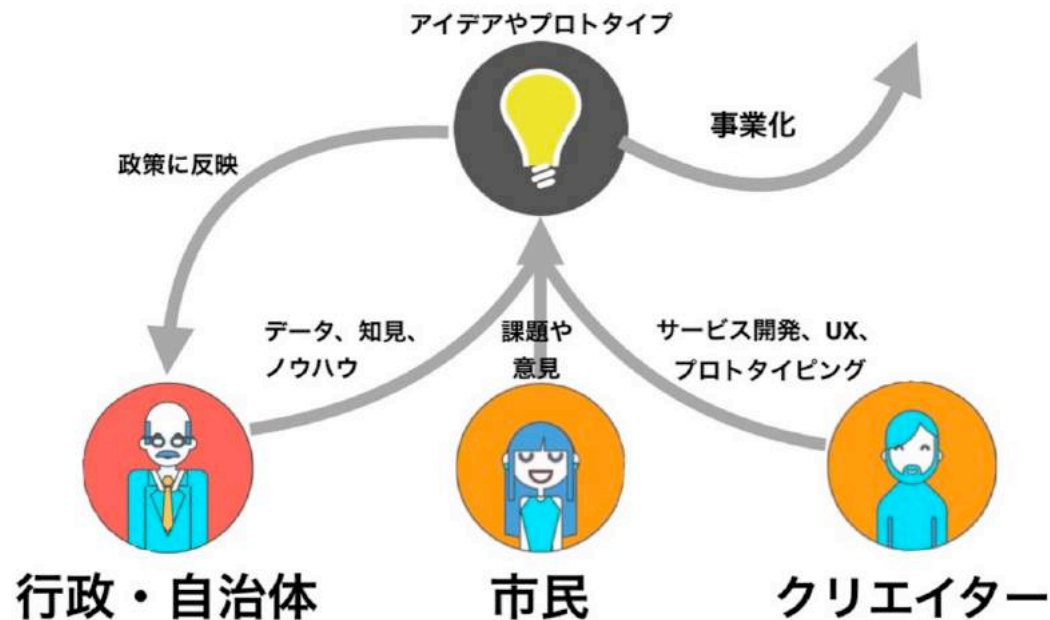 アイデアやプロトタイプ
事業化
政策に反映
データ、知見、
ノウハウ
課題や
意見
サービス開発、UX、
プロトタイピング
行政・自治体
市民
クリエイター